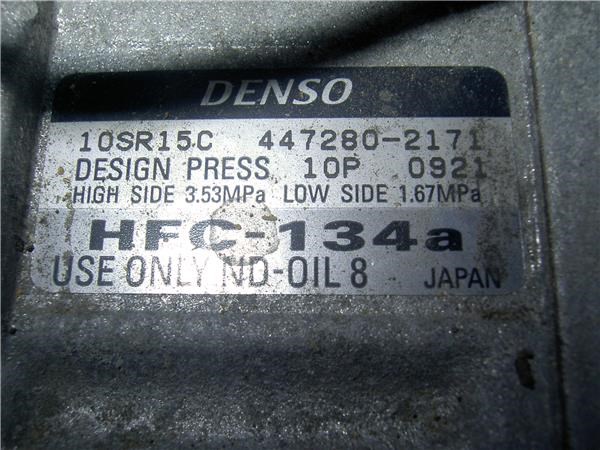 DENSO
10SR15C 447280-2171
DESIGN PRESS 10P 0921
HIGH SIDE 3.53MPa LOW SIDE 1.67MPa
HFC-134a
USE ONLY ND-OIL 8 JAPAN